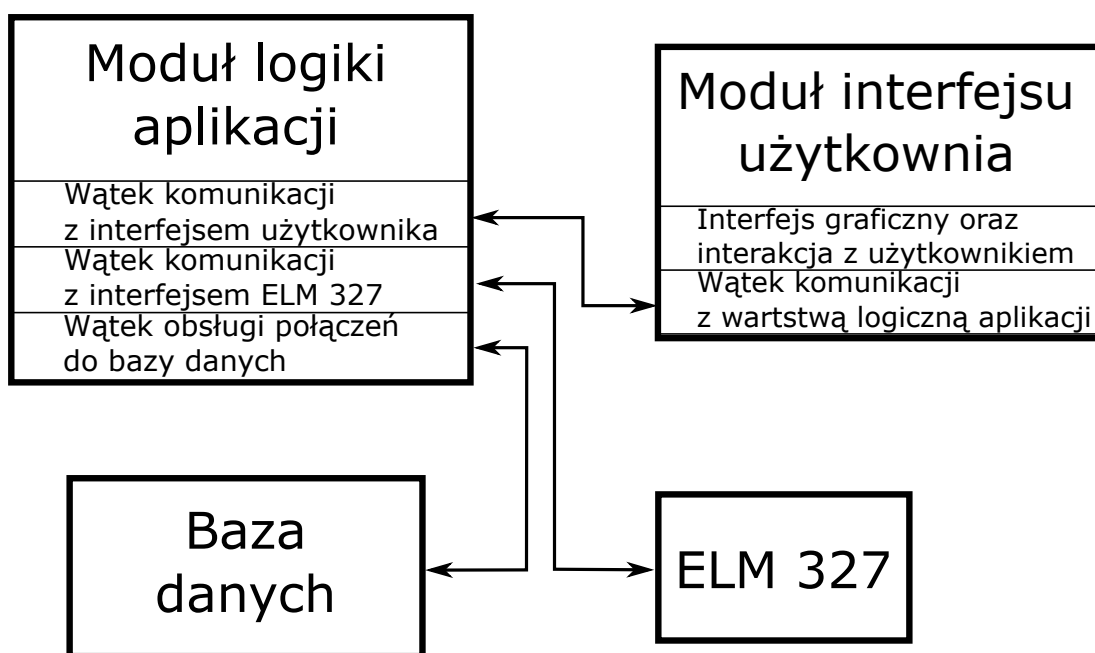 Moduł logiki
aplikacji
Wątek komunikacji
z interfejsem użytkownika
Wątek komunikacji
z interfejsem ELM 327
Wątek obsługi połączeń
do bazy danych
Moduł interfejsu
użytkownia
Interfejs graficzny oraz
interakcja z użytkownikiem
Wątek komunikacji
z wartstwą logiczną aplikacji
Baza
danych
ELM 327